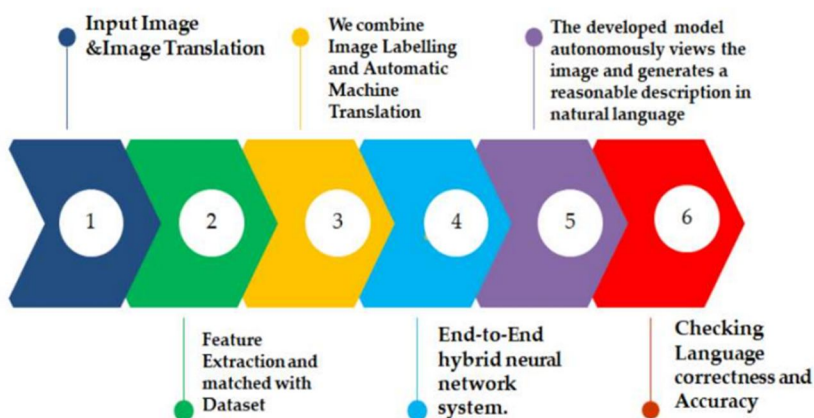 Input Image
&Image Translation
We combine
Image Labelling
and Automatic
Machine
Translation
The developed model
autonomously views the
image and generates a
reasonable description in
natural language
1
2
3
4
5
6
Feature
Extraction and
matched with
Dataset
End-to-End
hybrid neural
network
system.
Checking
Language
correctness and
Accuracy